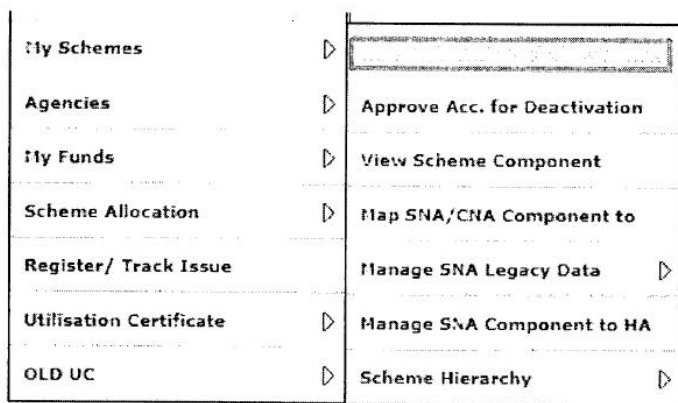 My Schemes
Agencies
My Funds
Scheme Allocation
Register/ Track Issue
Utilisation Certificate
OLD UC
Approve Acc. for Deactivation
View Scheme Component
Map SNA/CNA Component to
Manage SNA Legacy Data
Manage SNA Component to HA
Scheme Hierarchy